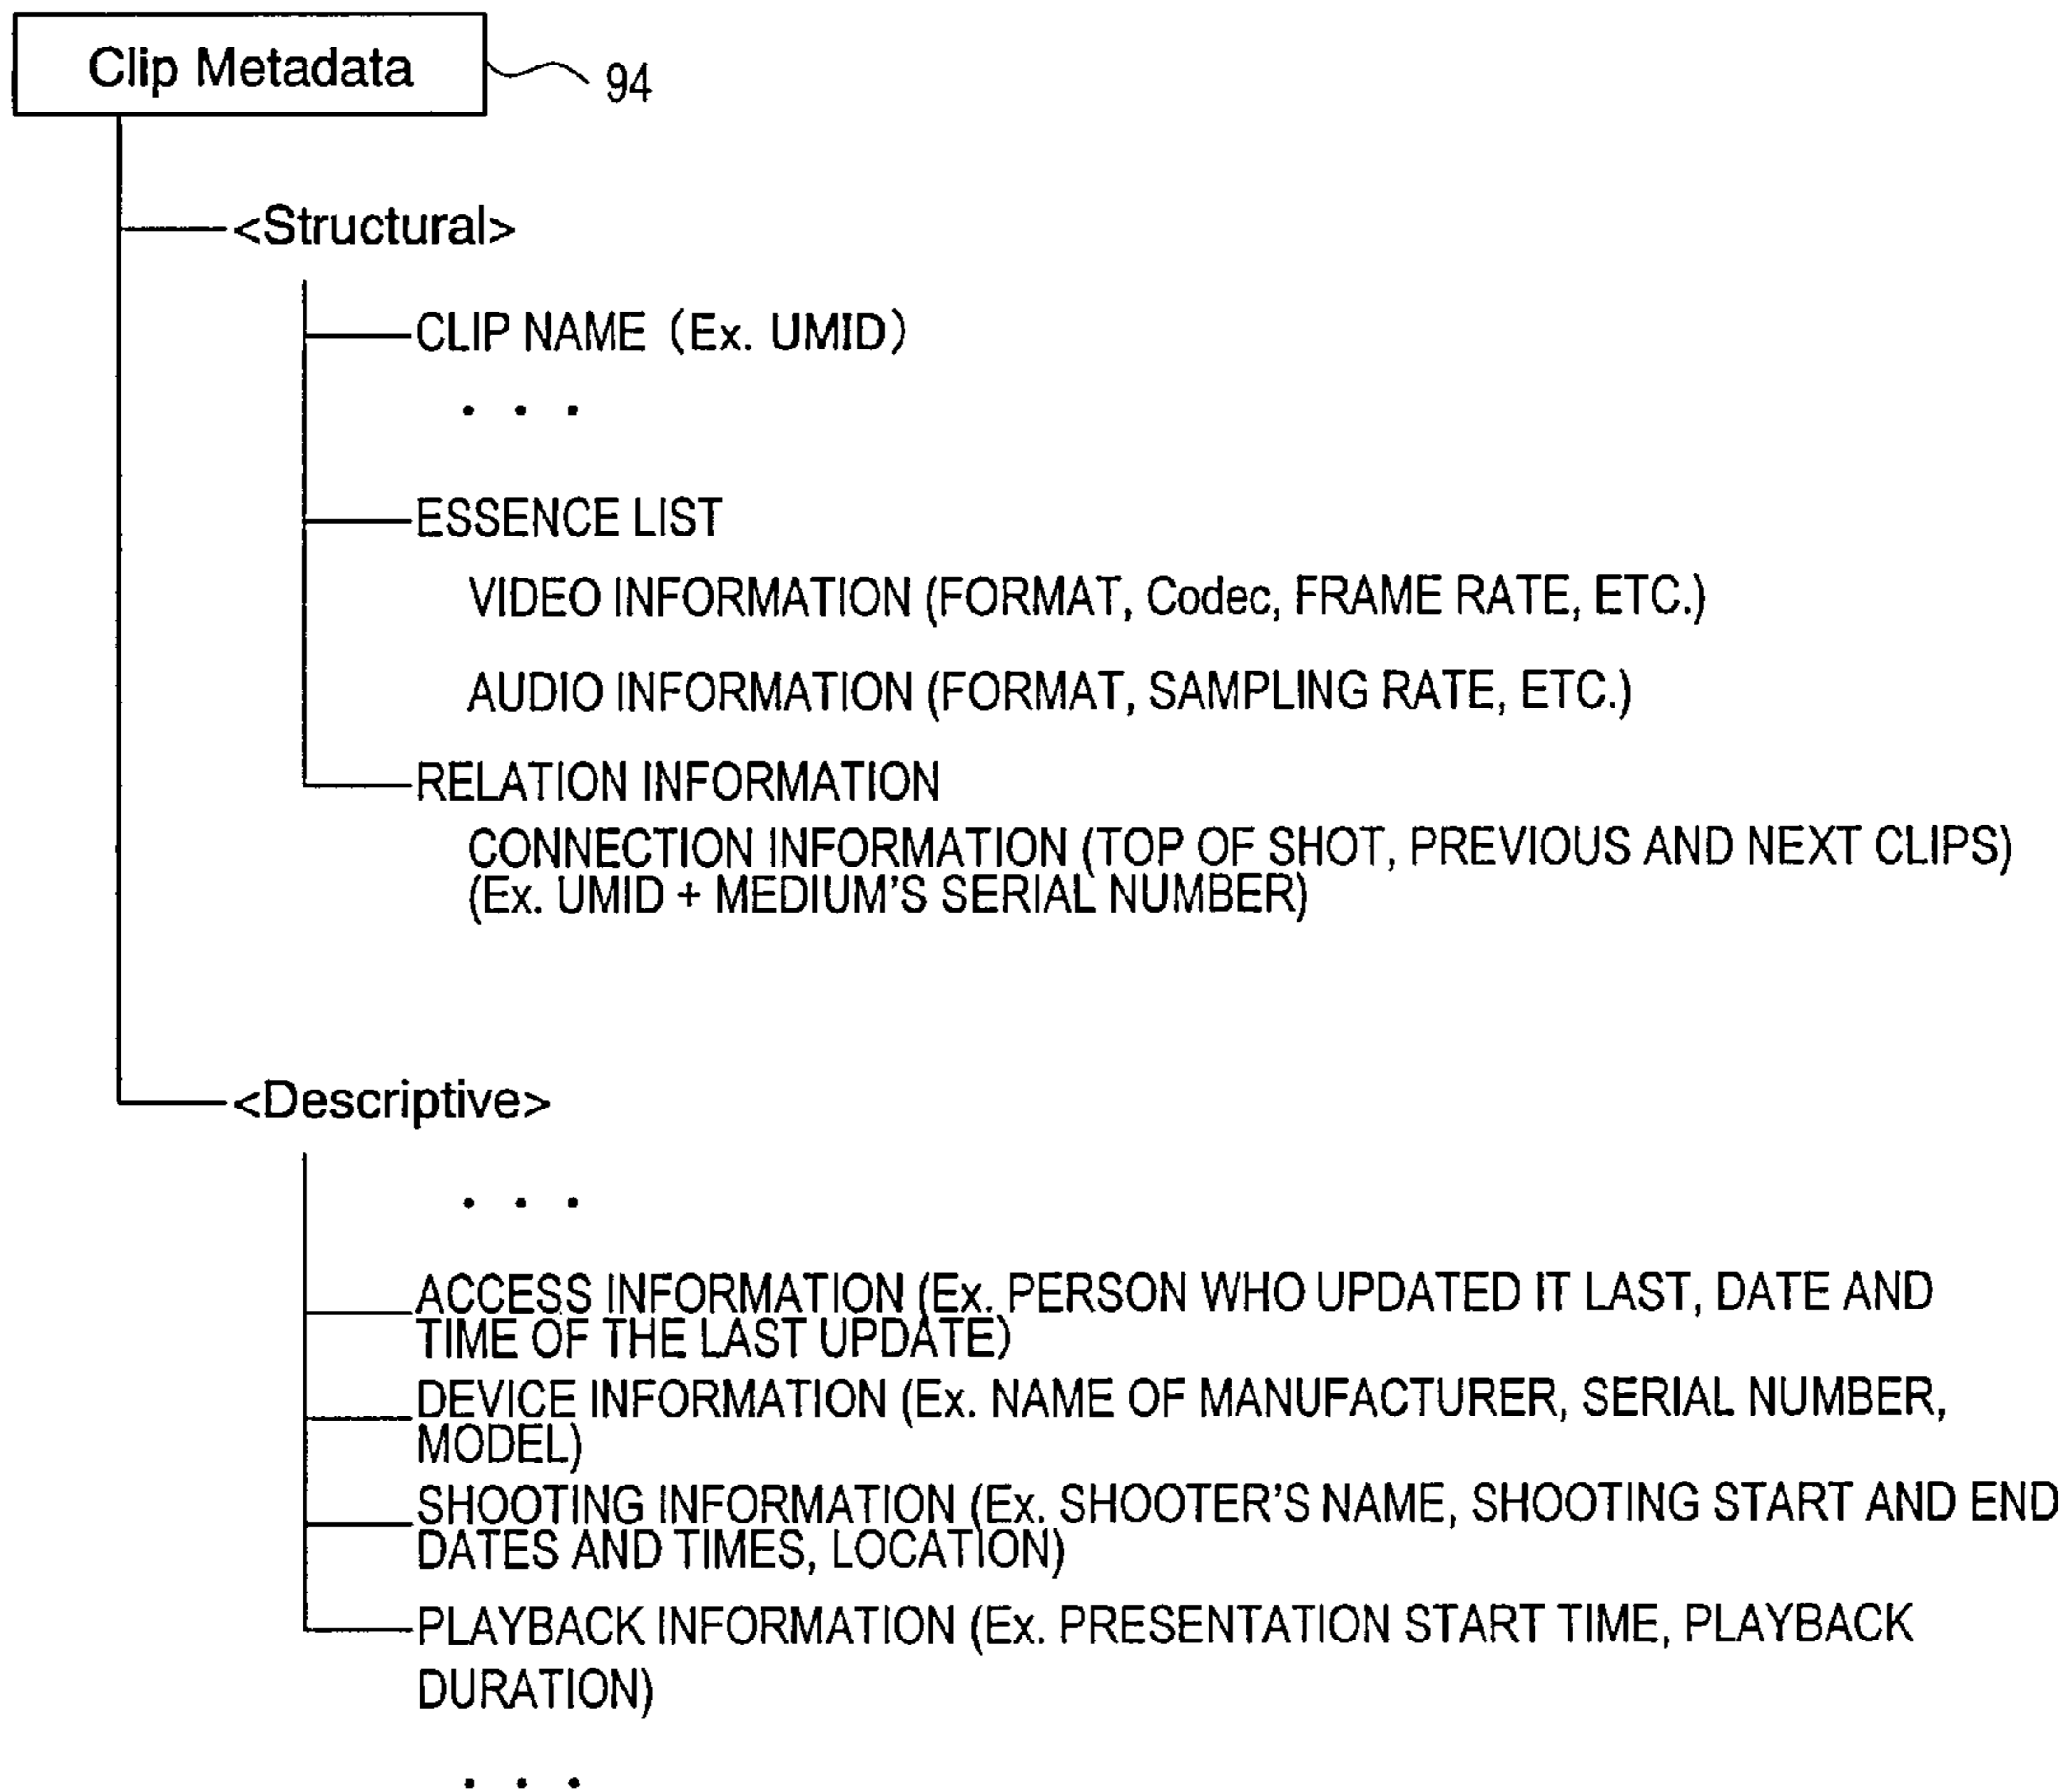 Clip Metadata
94
<Structural>
CLIP NAME (Ex. UMID)
. . .
ESSENCE LIST
VIDEO INFORMATION (FORMAT, Codec, FRAME RATE, ETC.)
AUDIO INFORMATION (FORMAT, SAMPLING RATE, ETC.)
RELATION INFORMATION
CONNECTION INFORMATION (TOP OF SHOT, PREVIOUS AND NEXT CLIPS)
(Ex. UMID + MEDIUM'S SERIAL NUMBER)
<Descriptive>
. . .
ACCESS INFORMATION (Ex. PERSON WHO UPDATED IT LAST, DATE AND
TIME OF THE LAST UPDATE)
DEVICE INFORMATION (Ex. NAME OF MANUFACTURER, SERIAL NUMBER,
MODEL)
SHOOTING INFORMATION (Ex. SHOOTER'S NAME, SHOOTING START AND END
DATES AND TIMES, LOCATION)
PLAYBACK INFORMATION (Ex. PRESENTATION START TIME, PLAYBACK
DURATION)
. . .